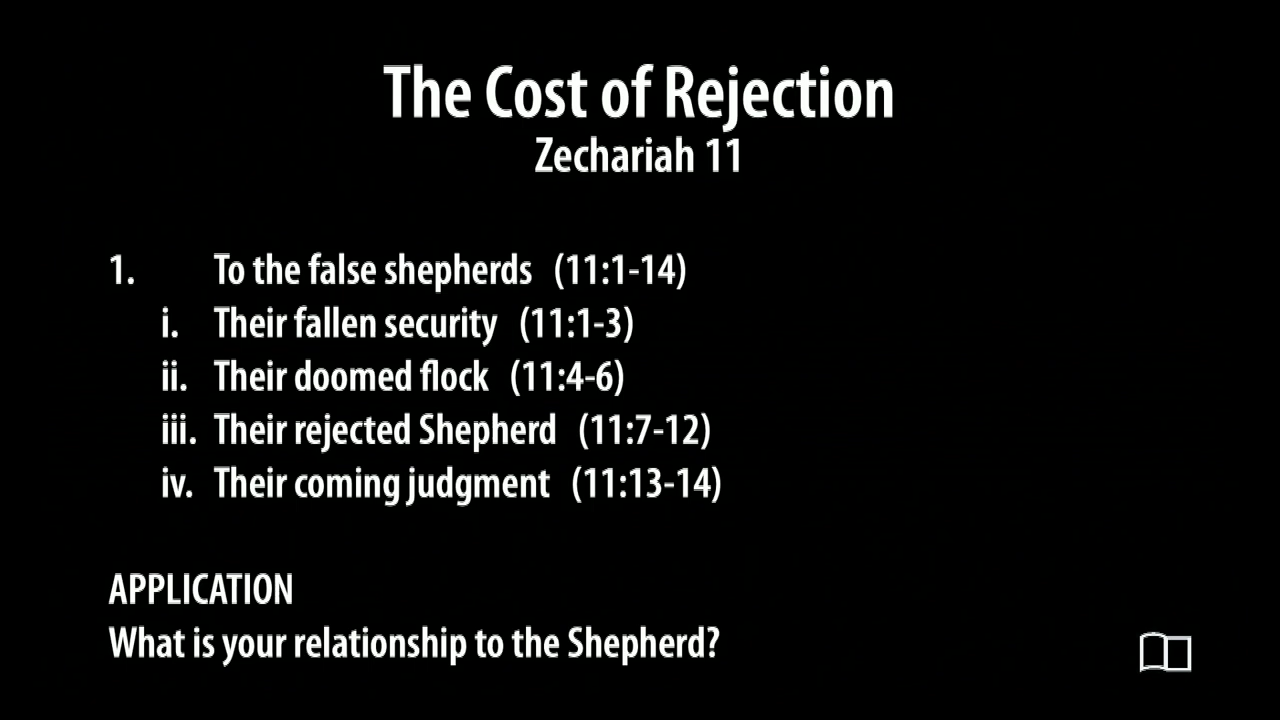 The Cost of Rejection
Zechariah 11
1. To the false shepherds (11:1-14)
i. Their fallen security (11:1-3)
ii. Their doomed flock (11:4-6)
iii. Their rejected Shepherd (11:7-12)
iv. Their coming judgment (11:13-14)
APPLICATION
What is your relationship to the Shepherd?